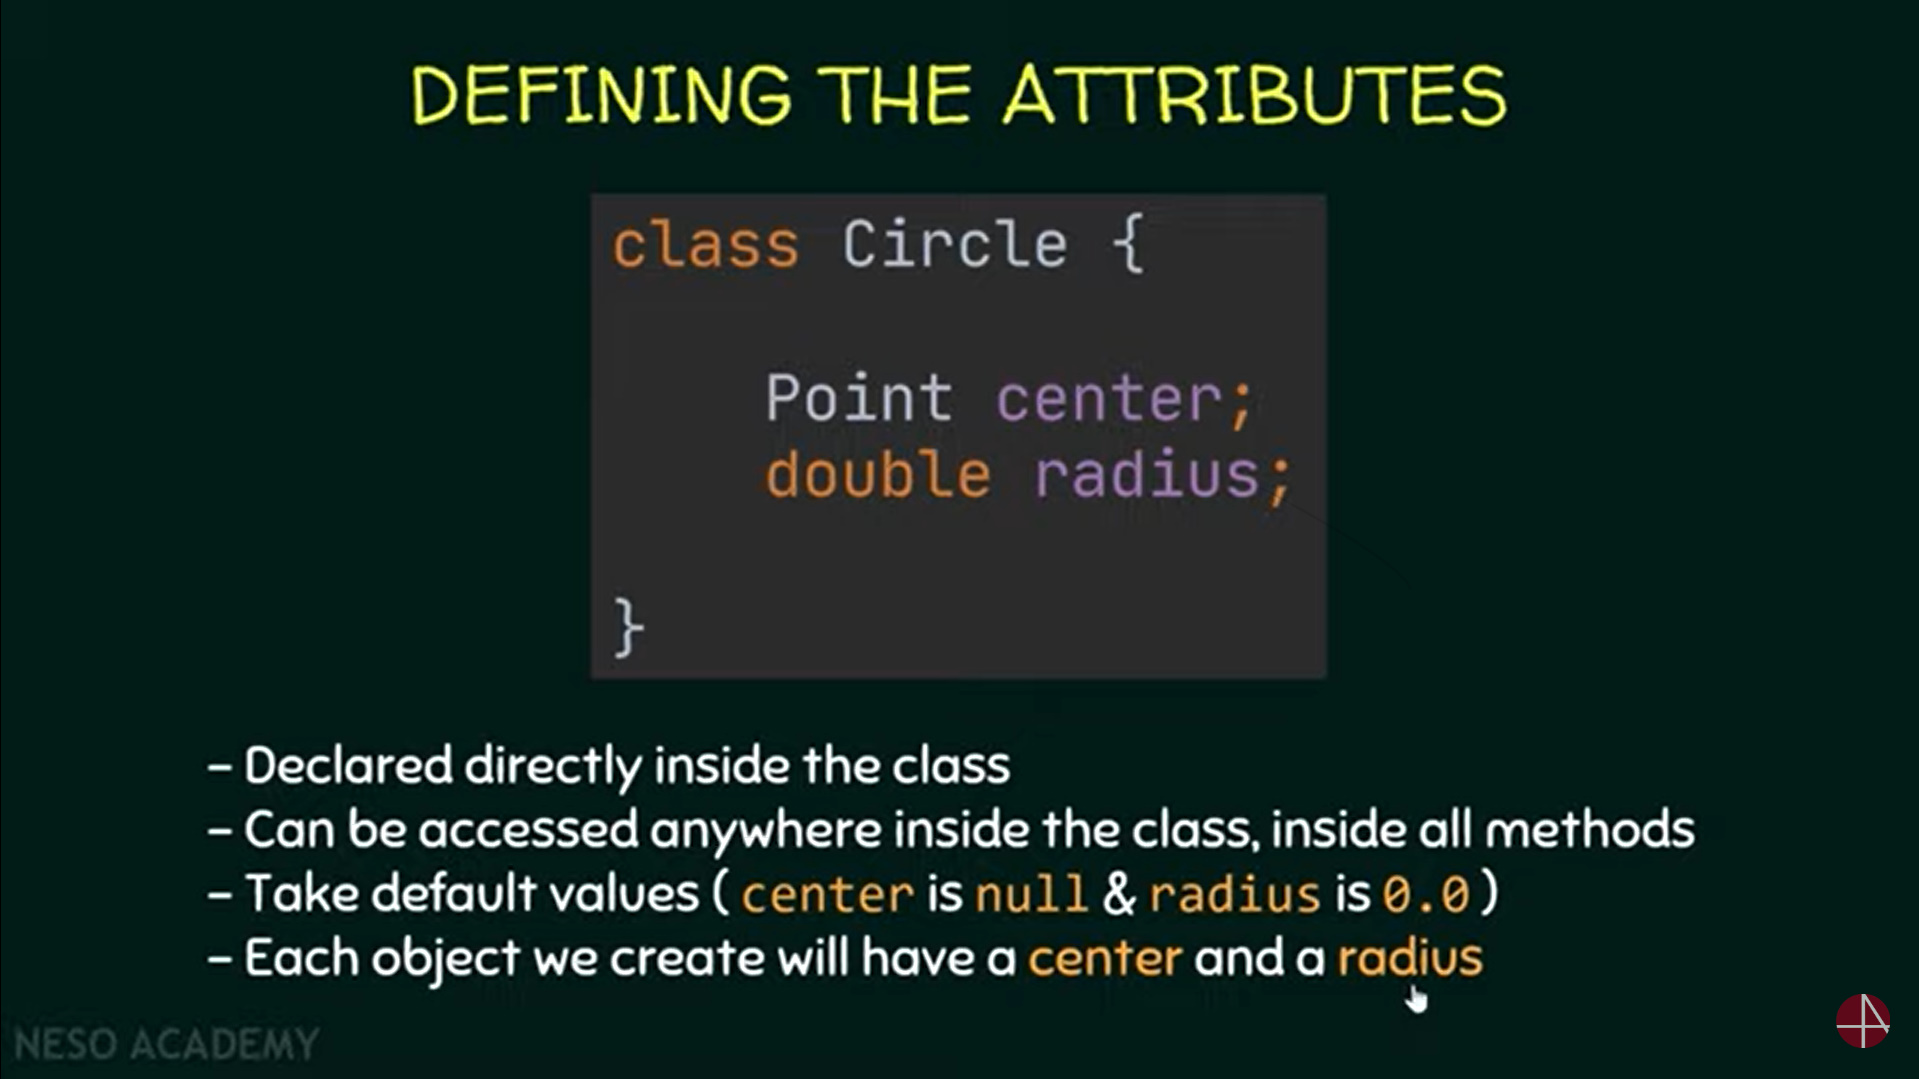 DEFINING THE ATTRIBUTES
class Circle {
Point center;
double radius;
}
– Declared directly inside the class
– Can be accessed anywhere inside the class, inside all methods
– Take default values ( center is null & radius is 0.0 )
– Each object we create will have a center and a radius
NESO ACADEMY